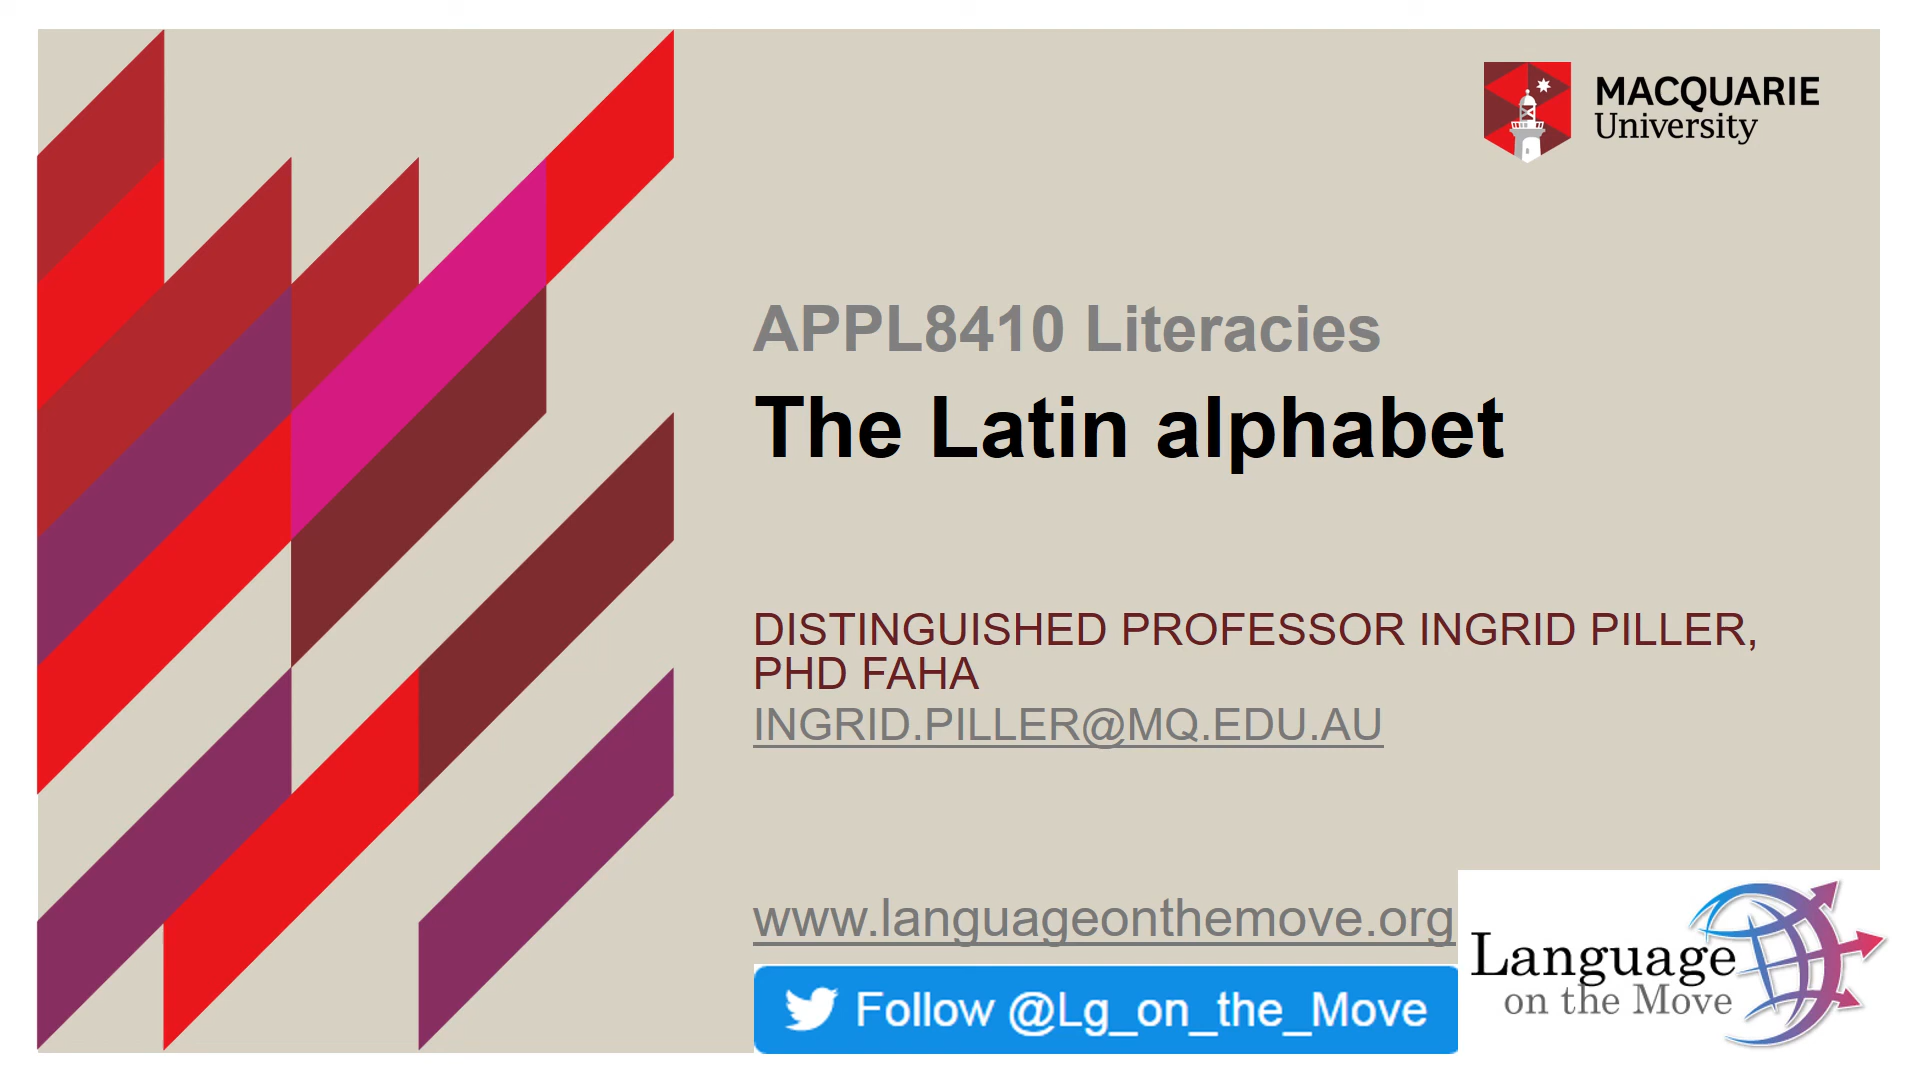 MACQUARIE
University
APPL8410 Literacies
The Latin alphabet
DISTINGUISHED PROFESSOR INGRID PILLER,
PHD FAHA
INGRID.PILLER@MQ.EDU.AU
www.languageonthemove.org
Follow @Lg_on_the_Move
Language
on the Move